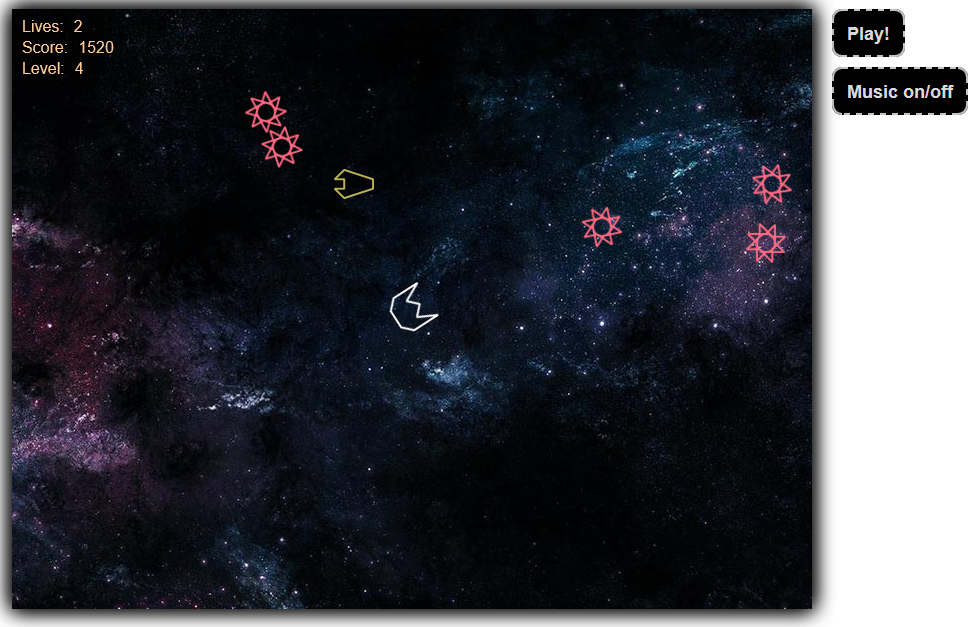 Lives: 2
Score: 1520
Level: 4
Play!
Music on/off